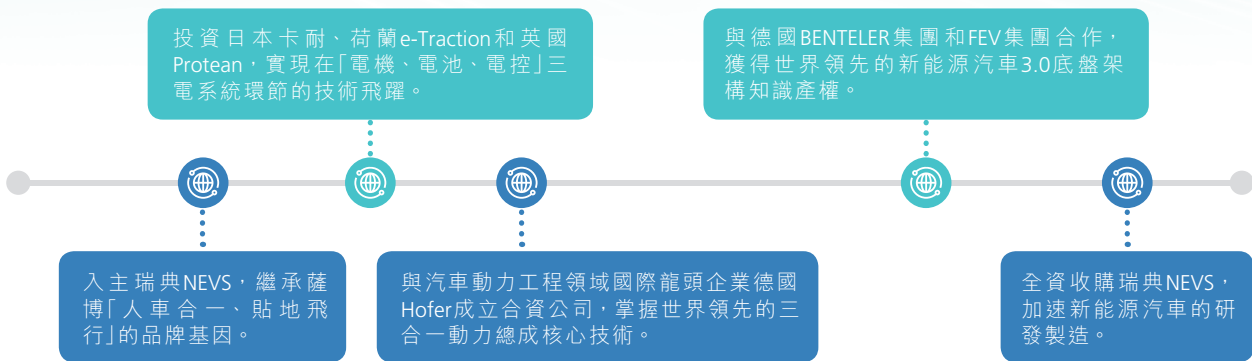 投資日本卡耐、荷蘭e-Traction和英國
Protean，實現在「電機、電池、電控」三
電系統環節的技術飛躍。
與德國BENTELER集團和FEV集團合作，
獲得世界領先的新能源汽車3.0底盤架
構知識產權。
入主瑞典NEVS，繼承薩
博「人車合一、貼地飛
行」的品牌基因。
與汽車動力工程領域國際龍頭企業德國
Hofer成立合資公司，掌握世界領先的三
合一動力總成核心技術。
全資收購瑞典NEVS，
加速新能源汽車的研
發製造。